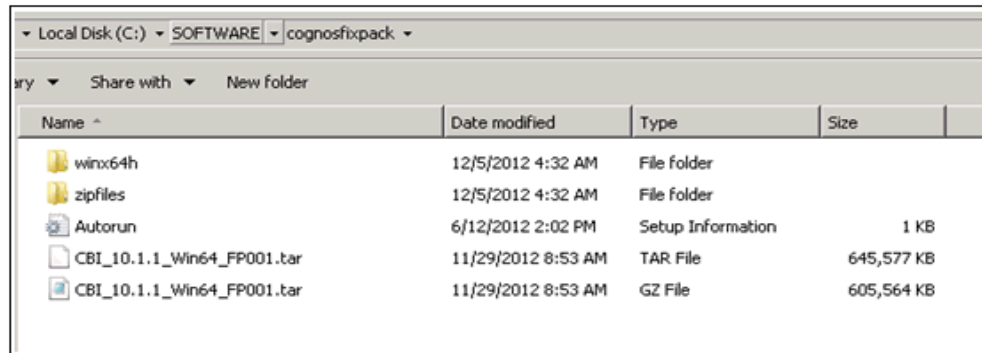 Local Disk (C:) SOFTWARE cognosfixpack
ary Share with New folder
Name Date modified Type Size
winx64h 12/5/2012 4:32 AM File folder
zipfiles 12/5/2012 4:32 AM File folder
Autorun 6/12/2012 2:02 PM Setup Information 1 KB
CBI_10.1.1_Win64_FP001.tar 11/29/2012 8:53 AM TAR File 645,577 KB
CBI_10.1.1_Win64_FP001.tar 11/29/2012 8:53 AM GZ File 605,564 KB